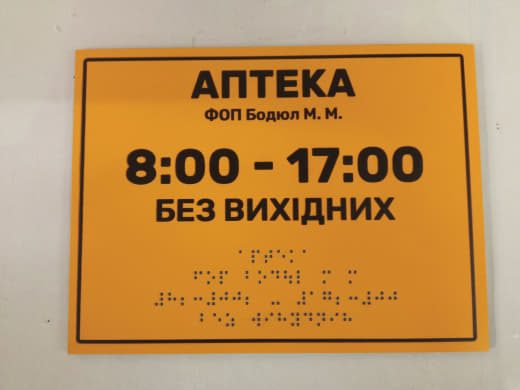 АПТЕКА
ФОП Бодюл М. М.
8:00 - 17:00
БЕЗ ВИХІДНИХ